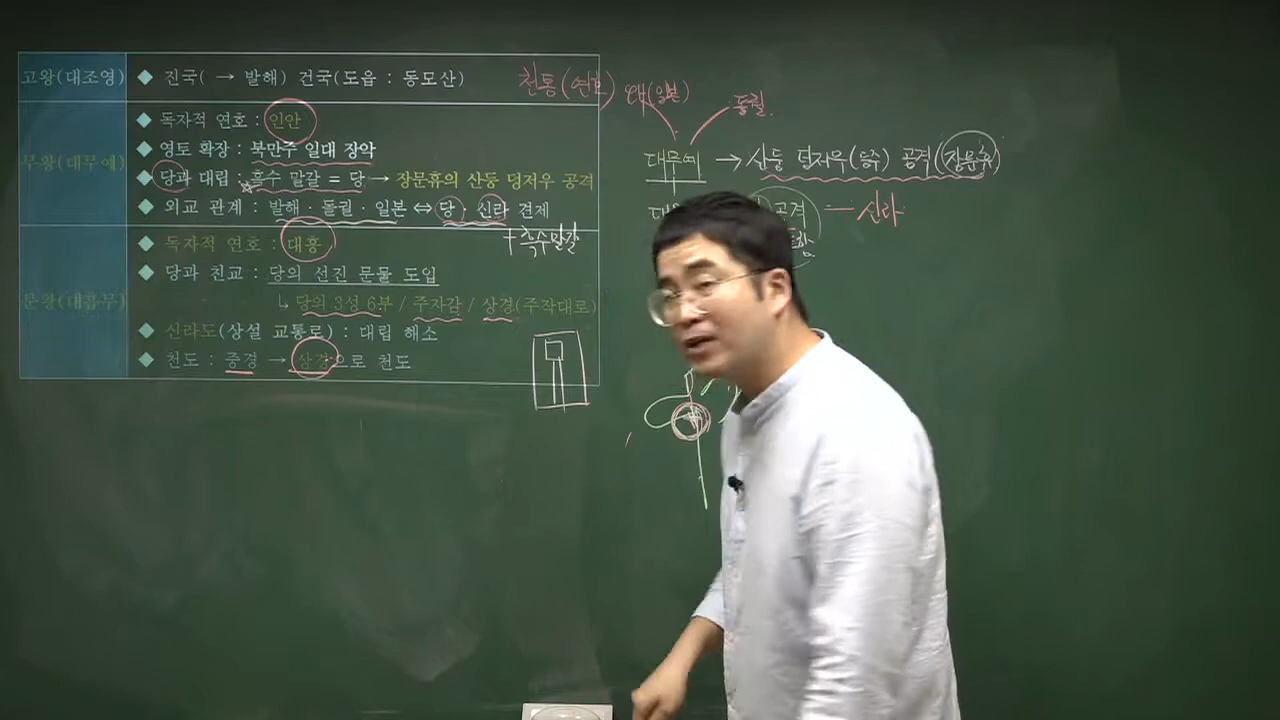 고왕(대조영)
◆ 진국( → 발해) 건국(도읍 : 동모산)
천통(연호)
무왕(대무예)
◆ 독자적 연호 : 인안
◆ 영토 확장 : 북만주 일대 장악
◆ 당과 대립 : 흑수 말갈 = 당 → 장문휴의 산둥 덩저우 공격
◆ 외교 관계 : 발해 · 돌궐 · 일본 ⇔ 당 · 신라 견제
+ 흑수말갈
문왕(대흠무)
◆ 독자적 연호 : 대흥
◆ 당과 친교 : 당의 선진 문물 도입
↳ 당의 3성 6부 / 주자감 / 상경(주작대로)
◆ 신라도(상설 교통로) : 대립 해소
◆ 천도 : 중경 → 상경으로 천도
(일본)
돌궐.
대무예 → 산둥 덩저우(등주) 공격(장문휴)
공격 — 신라